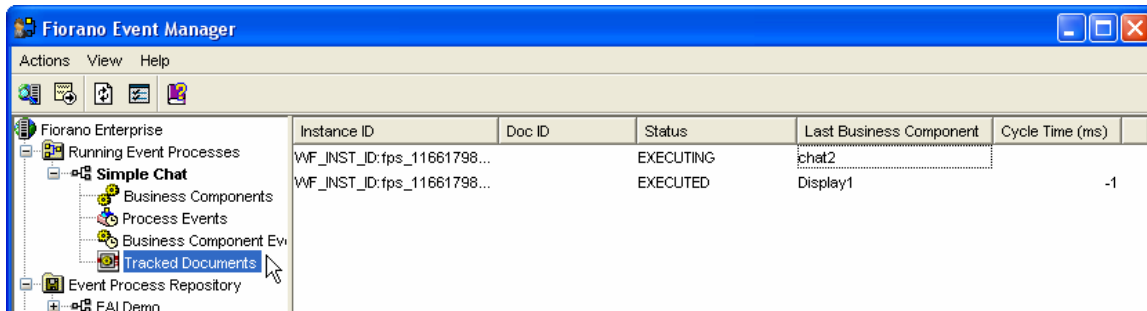 Fiorano Event Manager
Actions View Help
Fiorano Enterprise
Running Event Processes
Simple Chat
Business Components
Process Events
Business Component Ev
Tracked Documents
Event Process Repository
EAI Demo
Instance ID Doc ID Status Last Business Component Cycle Time (ms)
WF_INST_ID:fps_11661798... EXECUTING chat2
WF_INST_ID:fps_11661798... EXECUTED Display1 -1